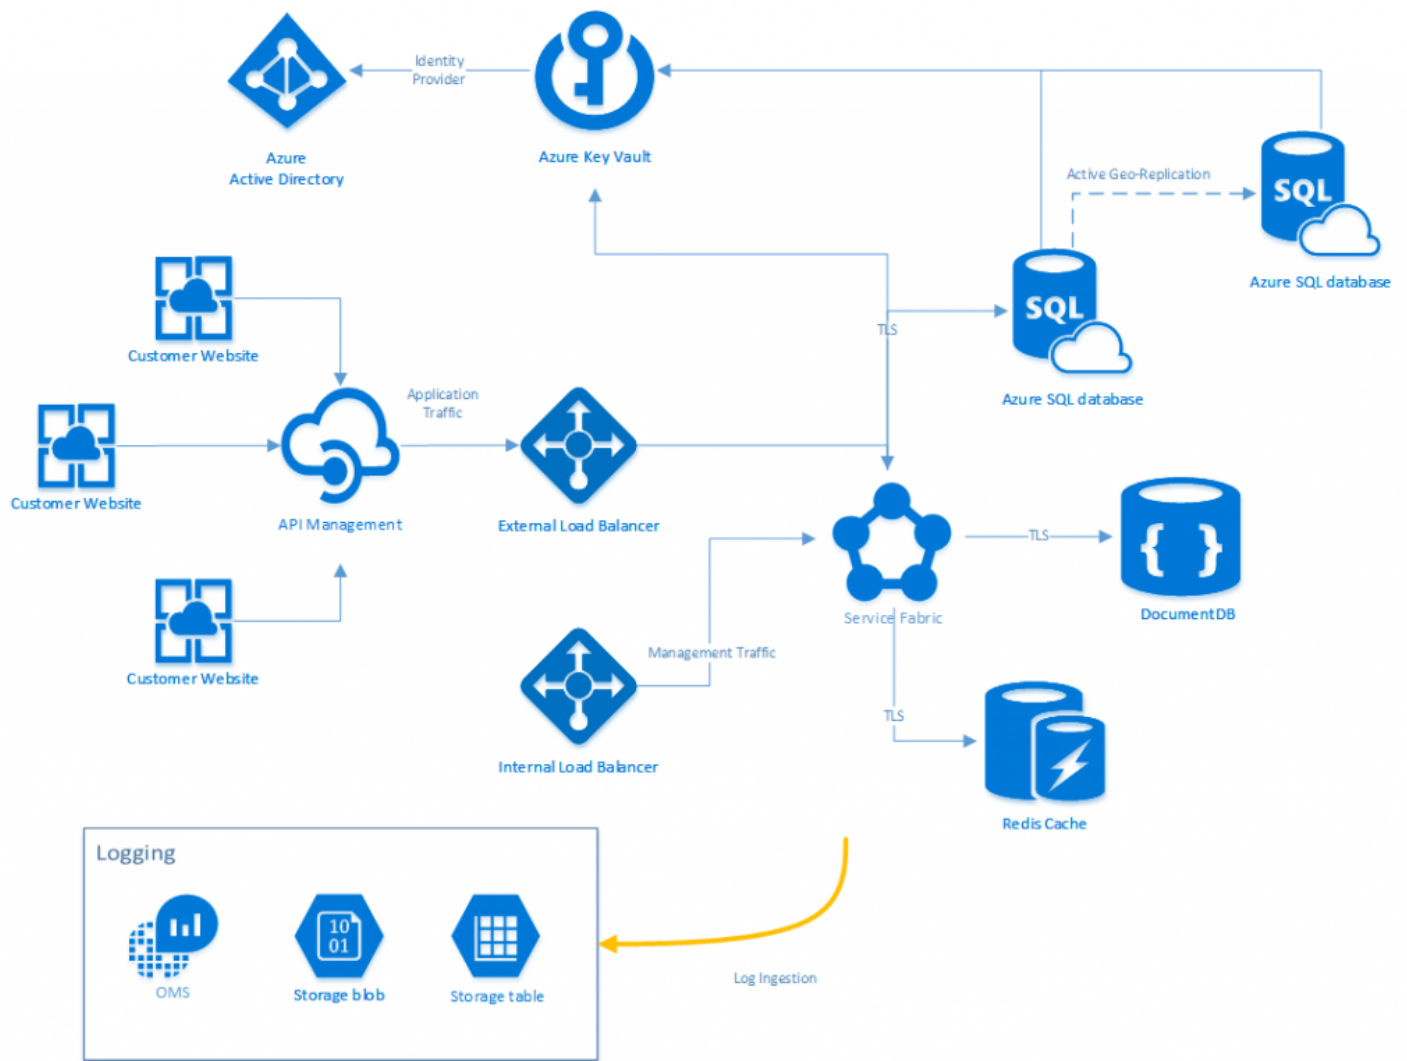 Identity
Provider
Azure
Active Directory
Azure Key Vault
Active Geo-Replication
SQL
Azure SQL database
SQL
Azure SQL database
TLS
Customer Website
Application
Traffic
Customer Website
API Management
External Load Balancer
TLS
{ }
DocumentDB
Service Fabric
Customer Website
Management Traffic
TLS
Internal Load Balancer
Redis Cache
Logging
10
01
OMS
Storage blob
Storage table
Log Ingestion